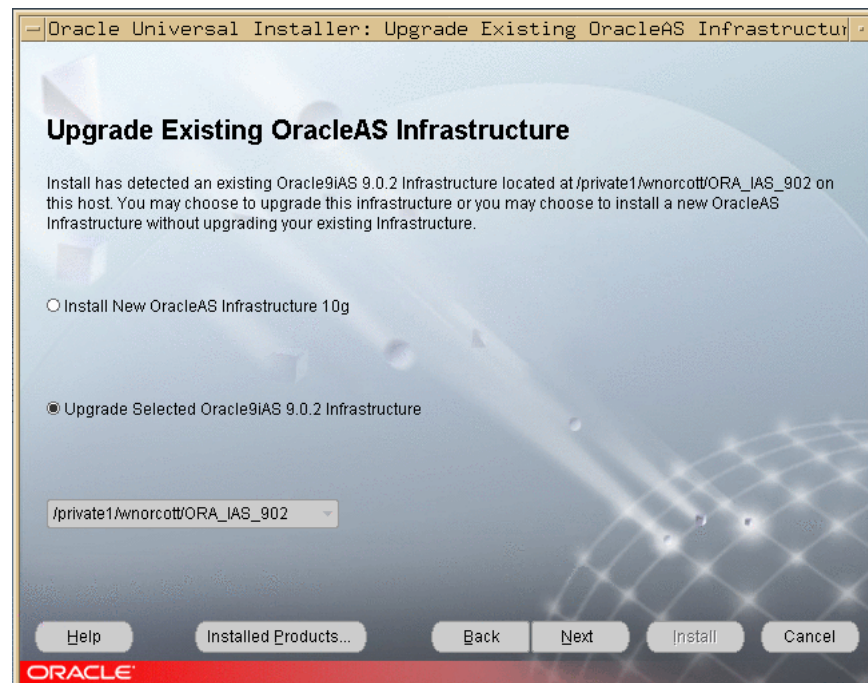 Oracle Universal Installer: Upgrade Existing OracleAS Infrastructur
Upgrade Existing OracleAS Infrastructure
Install has detected an existing Oracle9iAS 9.0.2 Infrastructure located at /private1/wnorcott/ORA_IAS_902 on
this host. You may choose to upgrade this infrastructure or you may choose to install a new OracleAS
Infrastructure without upgrading your existing Infrastructure.
Install New OracleAS Infrastructure 10g
Upgrade Selected Oracle9iAS 9.0.2 Infrastructure
/private1/wnorcott/ORA_IAS_902
Help Installed Products... Back Next Install Cancel
ORACLE